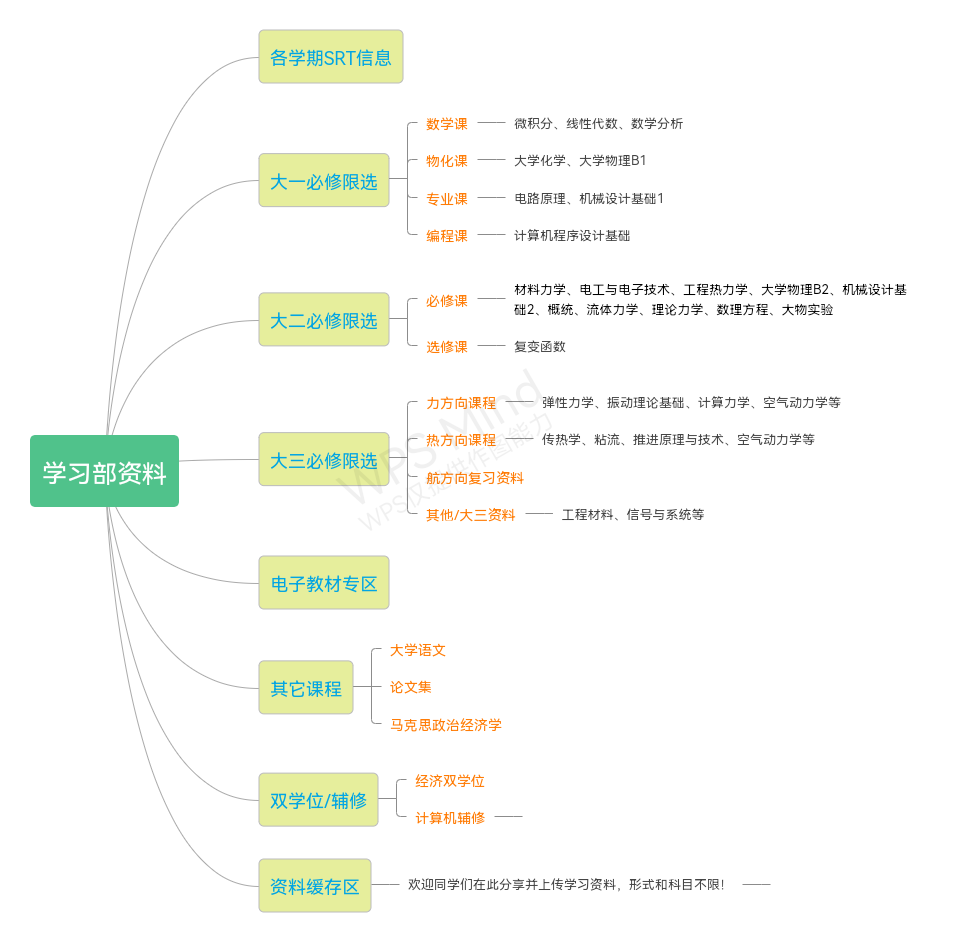 各学期SRT信息
大一必修限选
数学课
微积分、线性代数、数学分析
物化课
大学化学、大学物理B1
专业课
电路原理、机械设计基础1
编程课
计算机程序设计基础
大二必修限选
必修课
材料力学、电工与电子技术、工程热力学、大学物理B2、机械设计基
础2、概统、流体力学、理论力学、数理方程、大物实验
选修课
复变函数
学习部资料
大三必修限选
力方向课程
弹性力学、振动理论基础、计算力学、空气动力学等
热方向课程
传热学、粘流、推进原理与技术、空气动力学等
航方向复习资料
其他/大三资料
工程材料、信号与系统等
WPS Mind
WPS仅提供作图能力
电子教材专区
其它课程
大学语文
论文集
马克思政治经济学
双学位/辅修
经济双学位
计算机辅修
资料缓存区
欢迎同学们在此分享并上传学习资料，形式和科目不限！